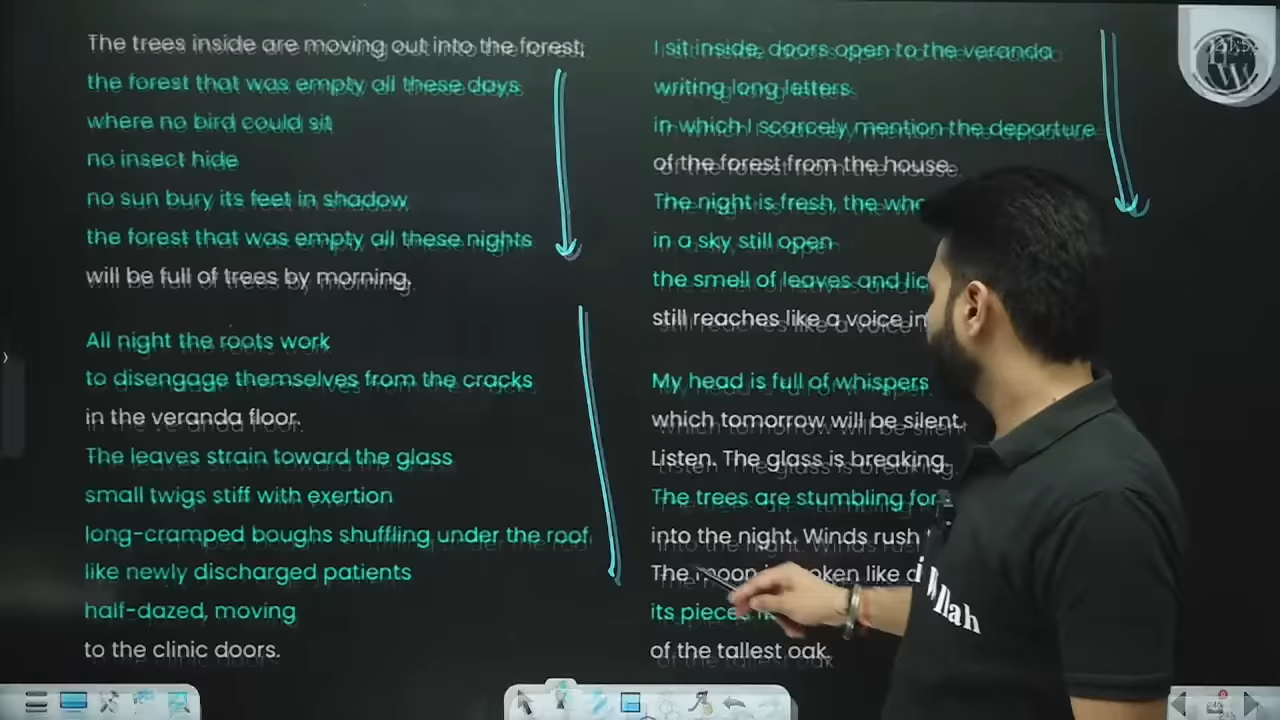 The trees inside are moving out into the forest,
the forest that was empty all these days
where no bird could sit
no insect hide
no sun bury its feet in shadow
the forest that was empty all these nights
will be full of trees by morning.
All night the roots work
to disengage themselves from the cracks
in the veranda floor.
The leaves strain toward the glass
small twigs stiff with exertion
long-cramped boughs shuffling under the roof
like newly discharged patients
half-dazed, moving
to the clinic doors.
I sit inside, doors open to the veranda
writing long letters
in which I scarcely mention the departure
of the forest from the house.
The night is fresh, the
in a sky still open
the smell of leaves and
still reaches like a voice
My head is full of whispers
which tomorrow will be silent.
Listen. The glass is breaking.
The trees are stumbling
into the night. Winds rush
The moon is broken like
its pieces
of the tallest oak.